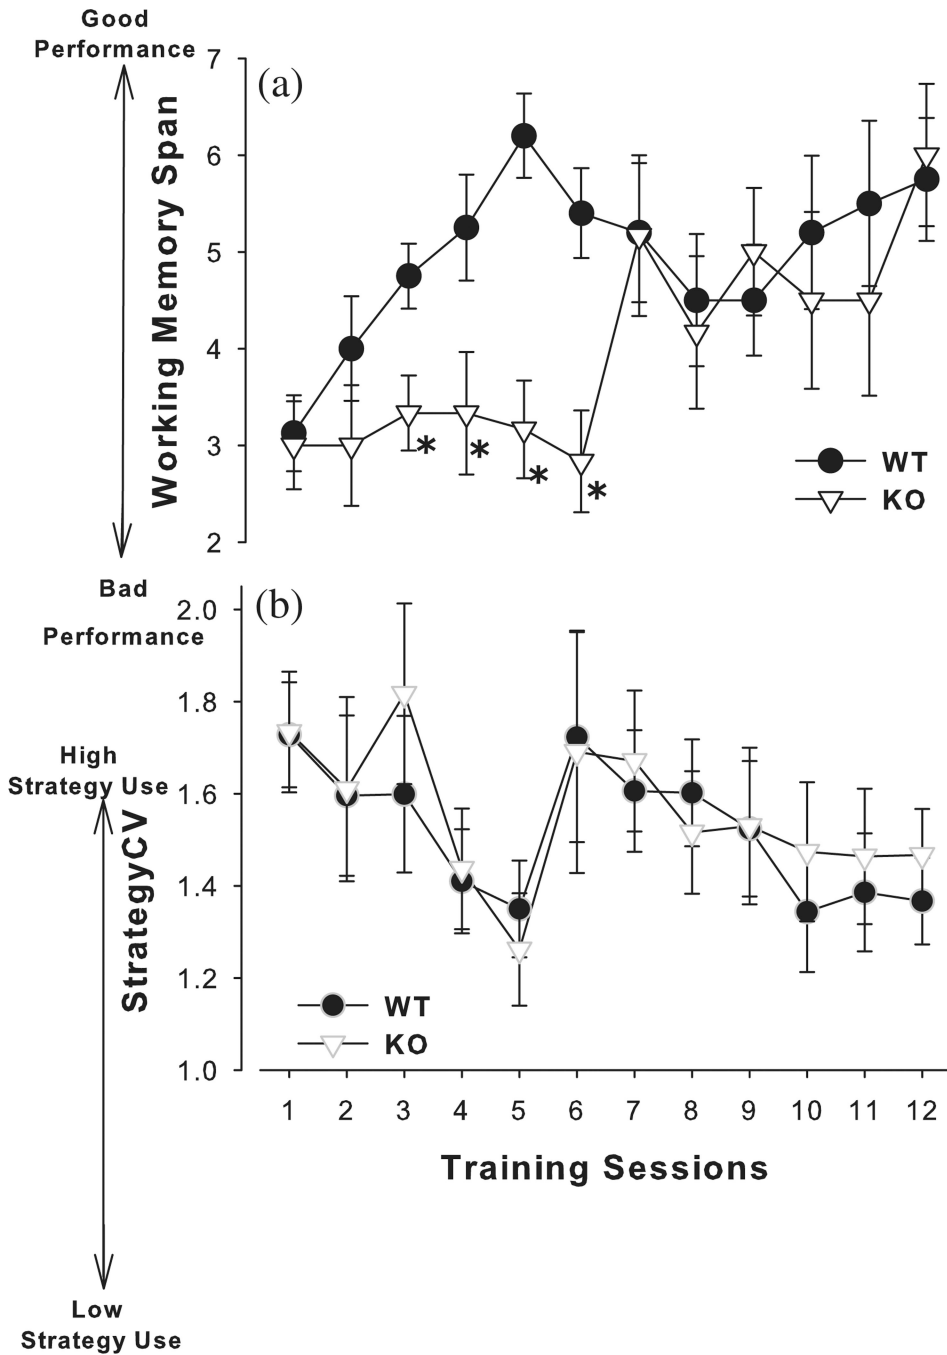 Good
Performance
7
(a)
6
5
4
3
2
Working Memory Span
*
*
*
*
WT
KO
Bad
Performance
2.0
(b)
1.8
High
Strategy Use
1.6
1.4
1.2
1.0
StrategyCV
WT
KO
1 2 3 4 5 6 7 8 9 10 11 12
Training Sessions
Low
Strategy Use